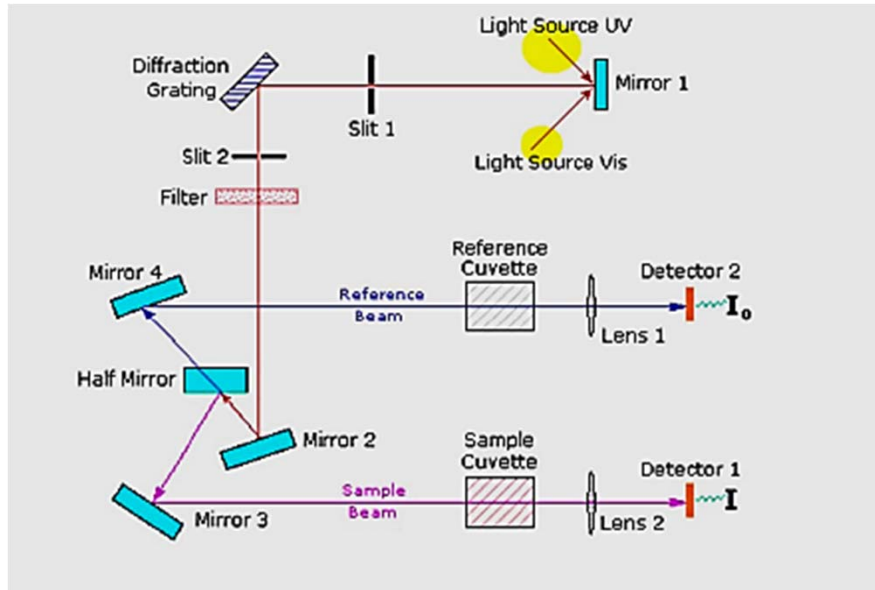 Light Source UV
Diffraction
Grating
Mirror 1
Slit 1
Slit 2
Light Source Vis
Filter
Reference
Cuvette
Mirror 4
Detector 2
Reference
Beam
I₀
Lens 1
Half Mirror
Mirror 2
Sample
Cuvette
Detector 1
Sample
Beam
I
Mirror 3
Lens 2